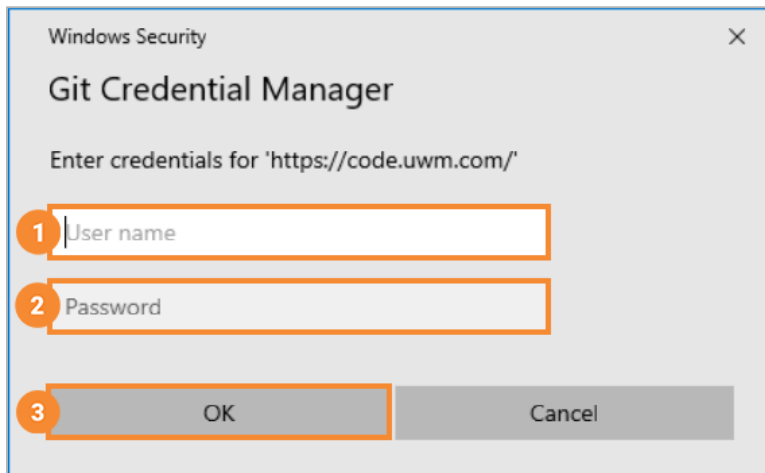 Windows Security
Git Credential Manager
Enter credentials for 'https://code.uwm.com/'
1 User name
2 Password
3 OK Cancel